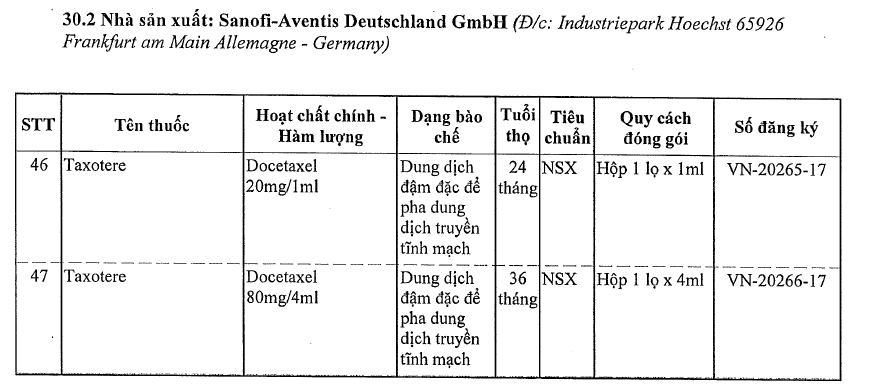 30.2 Nhà sản xuất: Sanofi-Aventis Deutschland GmbH (Đ/c: Industriepark Hoechst 65926
Frankfurt am Main Allemagne - Germany)
STT Tên thuốc Hoạt chất chính - Hàm lượng Dạng bào chế Tuổi thọ Tiêu chuẩn Quy cách đóng gói Số đăng ký
46 Taxotere Docetaxel 20mg/1ml Dung dịch đậm đặc để pha dung dịch truyền tĩnh mạch 24 tháng NSX Hộp 1 lọ x 1ml VN-20265-17
47 Taxotere Docetaxel 80mg/4ml Dung dịch đậm đặc để pha dung dịch truyền tĩnh mạch 36 tháng NSX Hộp 1 lọ x 4ml VN-20266-17